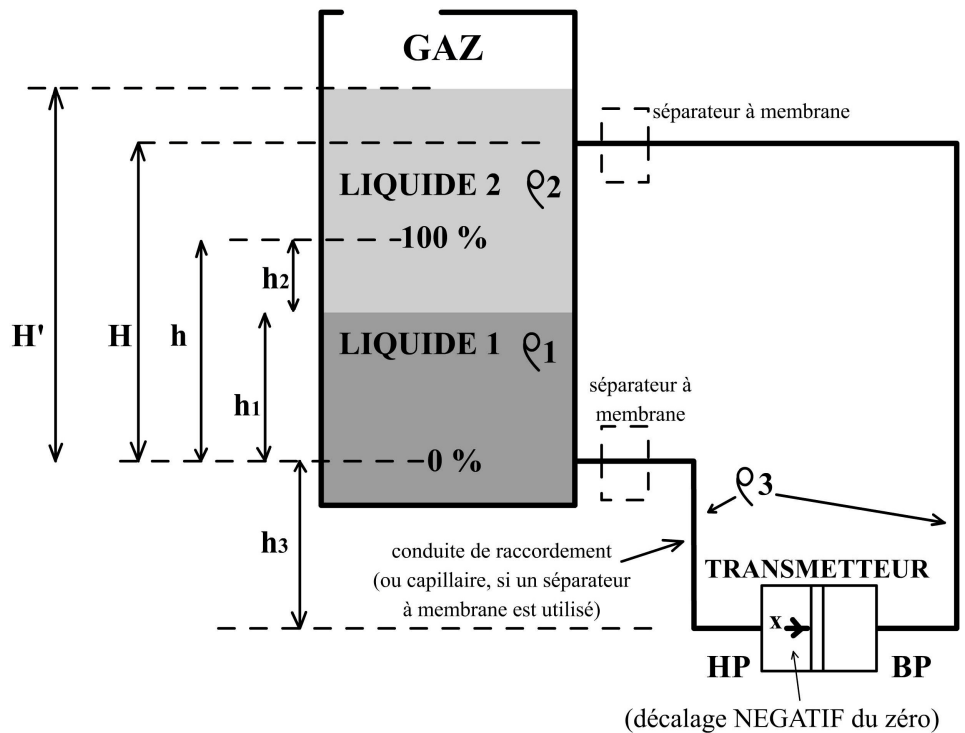 GAZ
séparateur à membrane
LIQUIDE 2 ρ2
100 %
h2
H' H h
LIQUIDE 1 ρ1
séparateur à
membrane
h1
0 %
ρ3
h3
conduite de raccordement
(ou capillaire, si un séparateur
à membrane est utilisé)
TRANSMETTEUR
x
HP BP
(décalage NEGATIF du zéro)